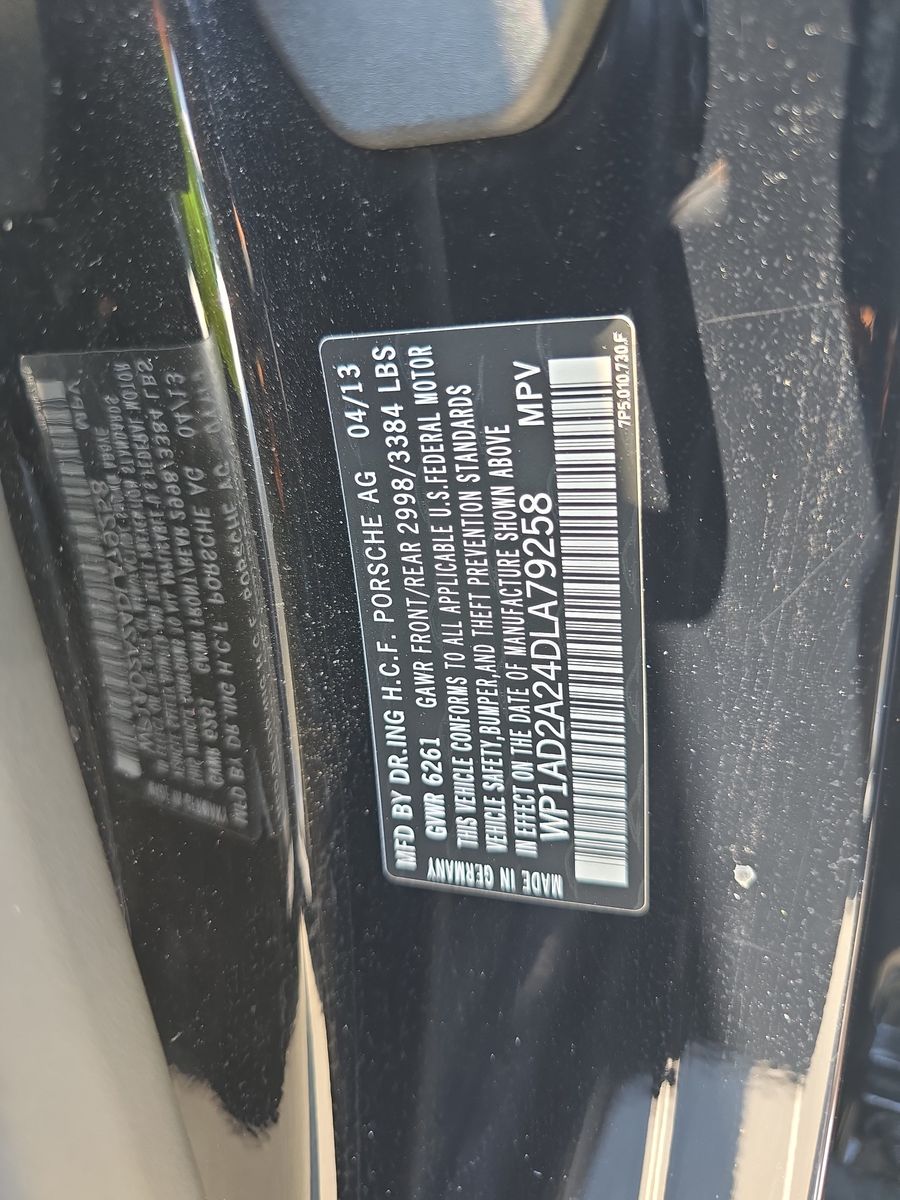 MFD BY DR.ING H.C.F. PORSCHE AG 04/13
GVWR 6261 GAWR FRONT/REAR 2998/3384 LBS
THIS VEHICLE CONFORMS TO ALL APPLICABLE U.S.FEDERAL MOTOR
VEHICLE SAFETY,BUMPER,AND THEFT PREVENTION STANDARDS
IN EFFECT ON THE DATE OF MANUFACTURE SHOWN ABOVE
WP1AD2A24DLA79258 MPV
MADE IN GERMANY
7P5.010.730.F